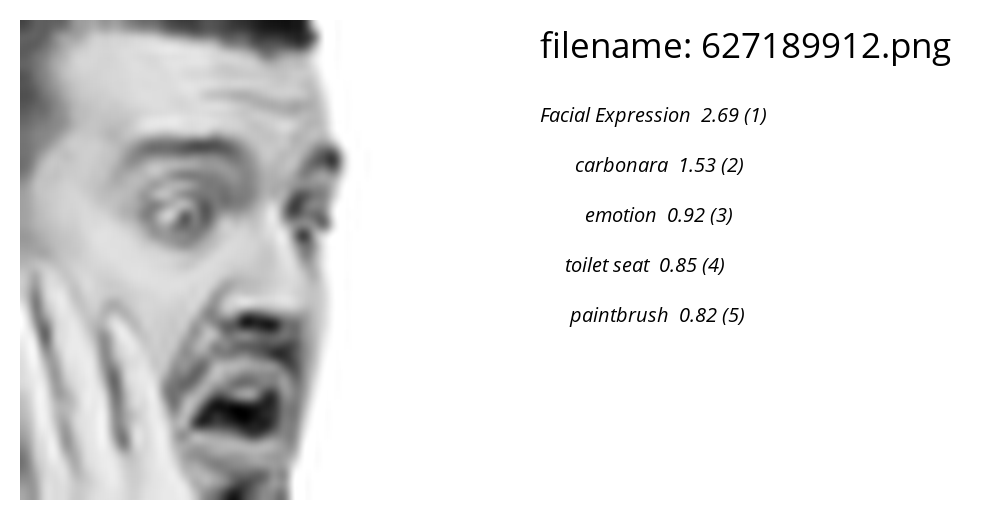 filename: 627189912.png
Facial Expression 2.69 (1)
carbonara 1.53 (2)
emotion 0.92 (3)
toilet seat 0.85 (4)
paintbrush 0.82 (5)